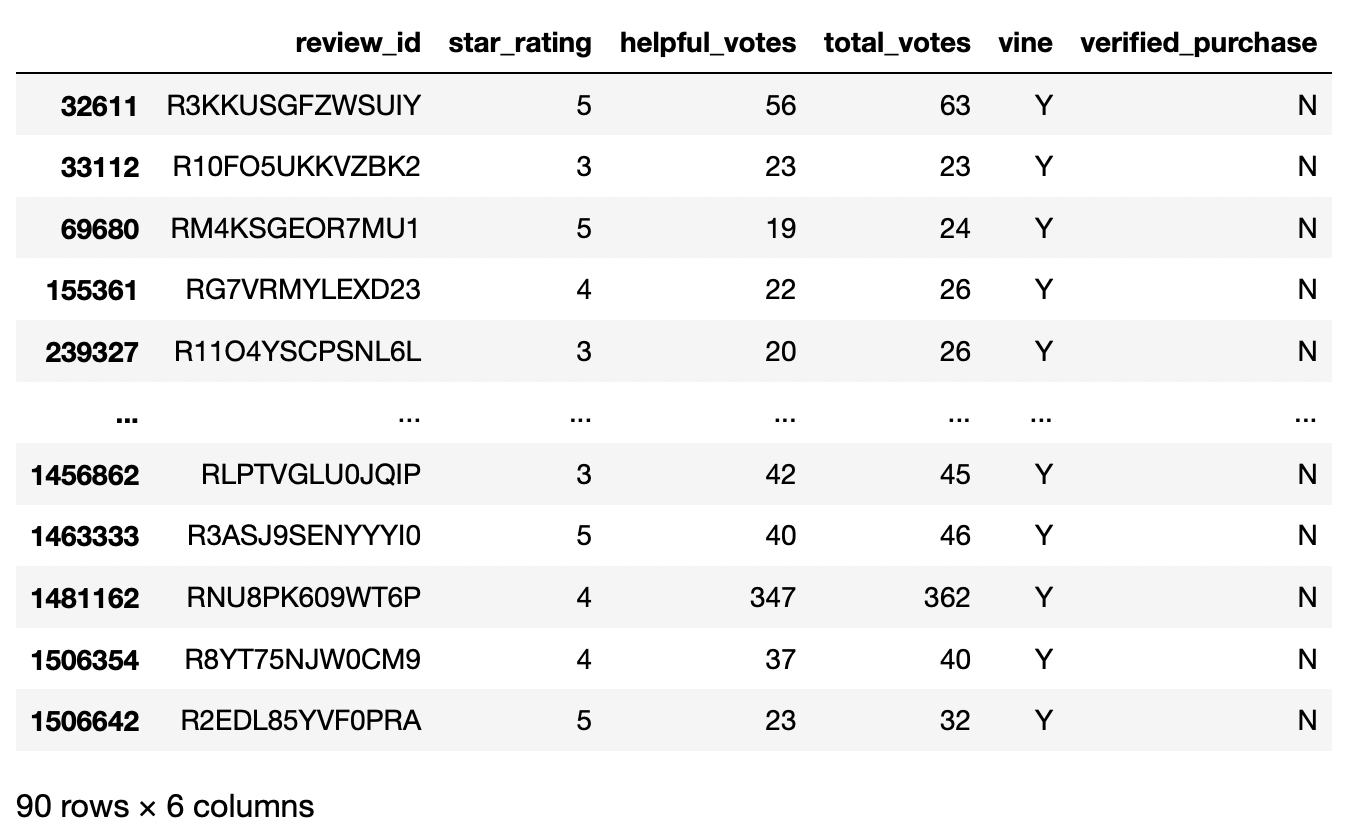 review_id star_rating helpful_votes total_votes vine verified_purchase
32611 R3KKUSGFZWSUIY 5 56 63 Y N
33112 R10FO5UKKVZBK2 3 23 23 Y N
69680 RM4KSGEOR7MU1 5 19 24 Y N
155361 RG7VRMYLEXD23 4 22 26 Y N
239327 R11O4YSCPSNL6L 3 20 26 Y N
... ... ... ... ... ... ...
1456862 RLPTVGLU0JQIP 3 42 45 Y N
1463333 R3ASJ9SENYYYI0 5 40 46 Y N
1481162 RNU8PK609WT6P 4 347 362 Y N
1506354 R8YT75NJW0CM9 4 37 40 Y N
1506642 R2EDL85YVF0PRA 5 23 32 Y N
90 rows × 6 columns